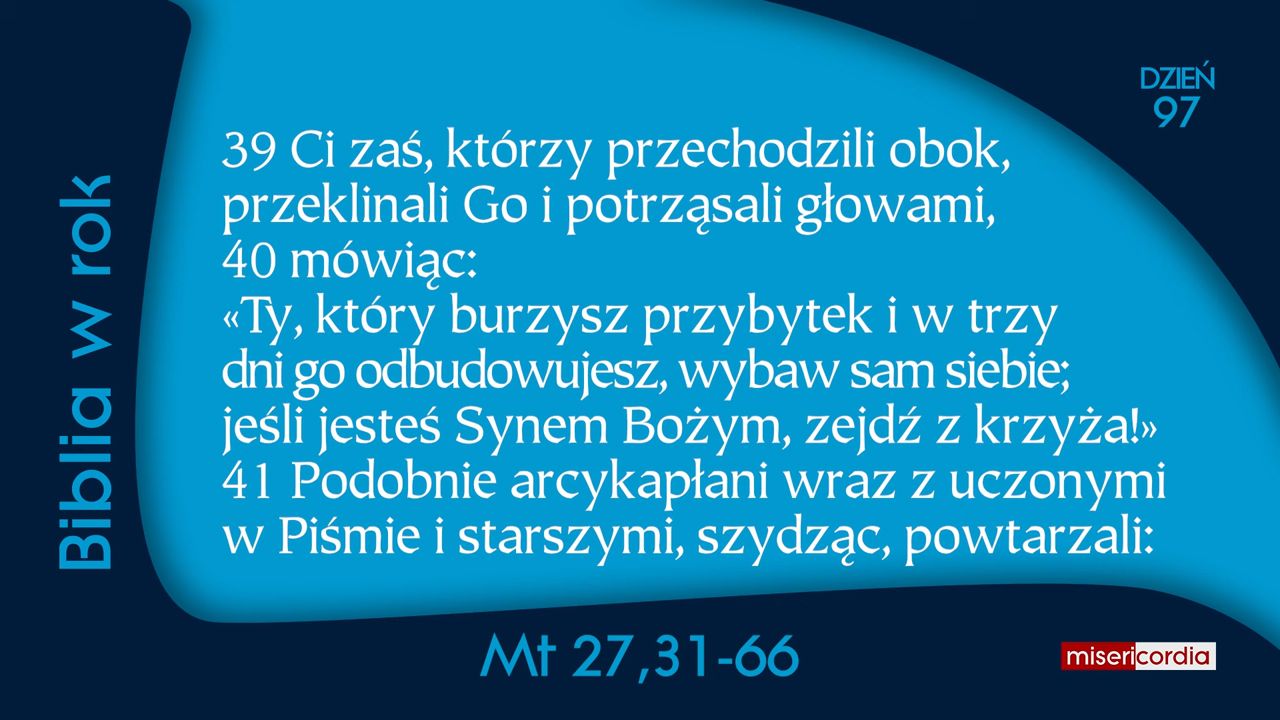 DZIEŃ
97
Biblia w rok
39 Ci zaś, którzy przechodzili obok,
przeklinali Go i potrząsali głowami,
40 mówiąc:
«Ty, który burzysz przybytek i w trzy
dni go odbudowujesz, wybaw sam siebie;
jeśli jesteś Synem Bożym, zejdź z krzyża!»
41 Podobnie arcykapłani wraz z uczonymi
w Piśmie i starszymi, szydząc, powtarzali:
Mt 27,31-66
misericordia